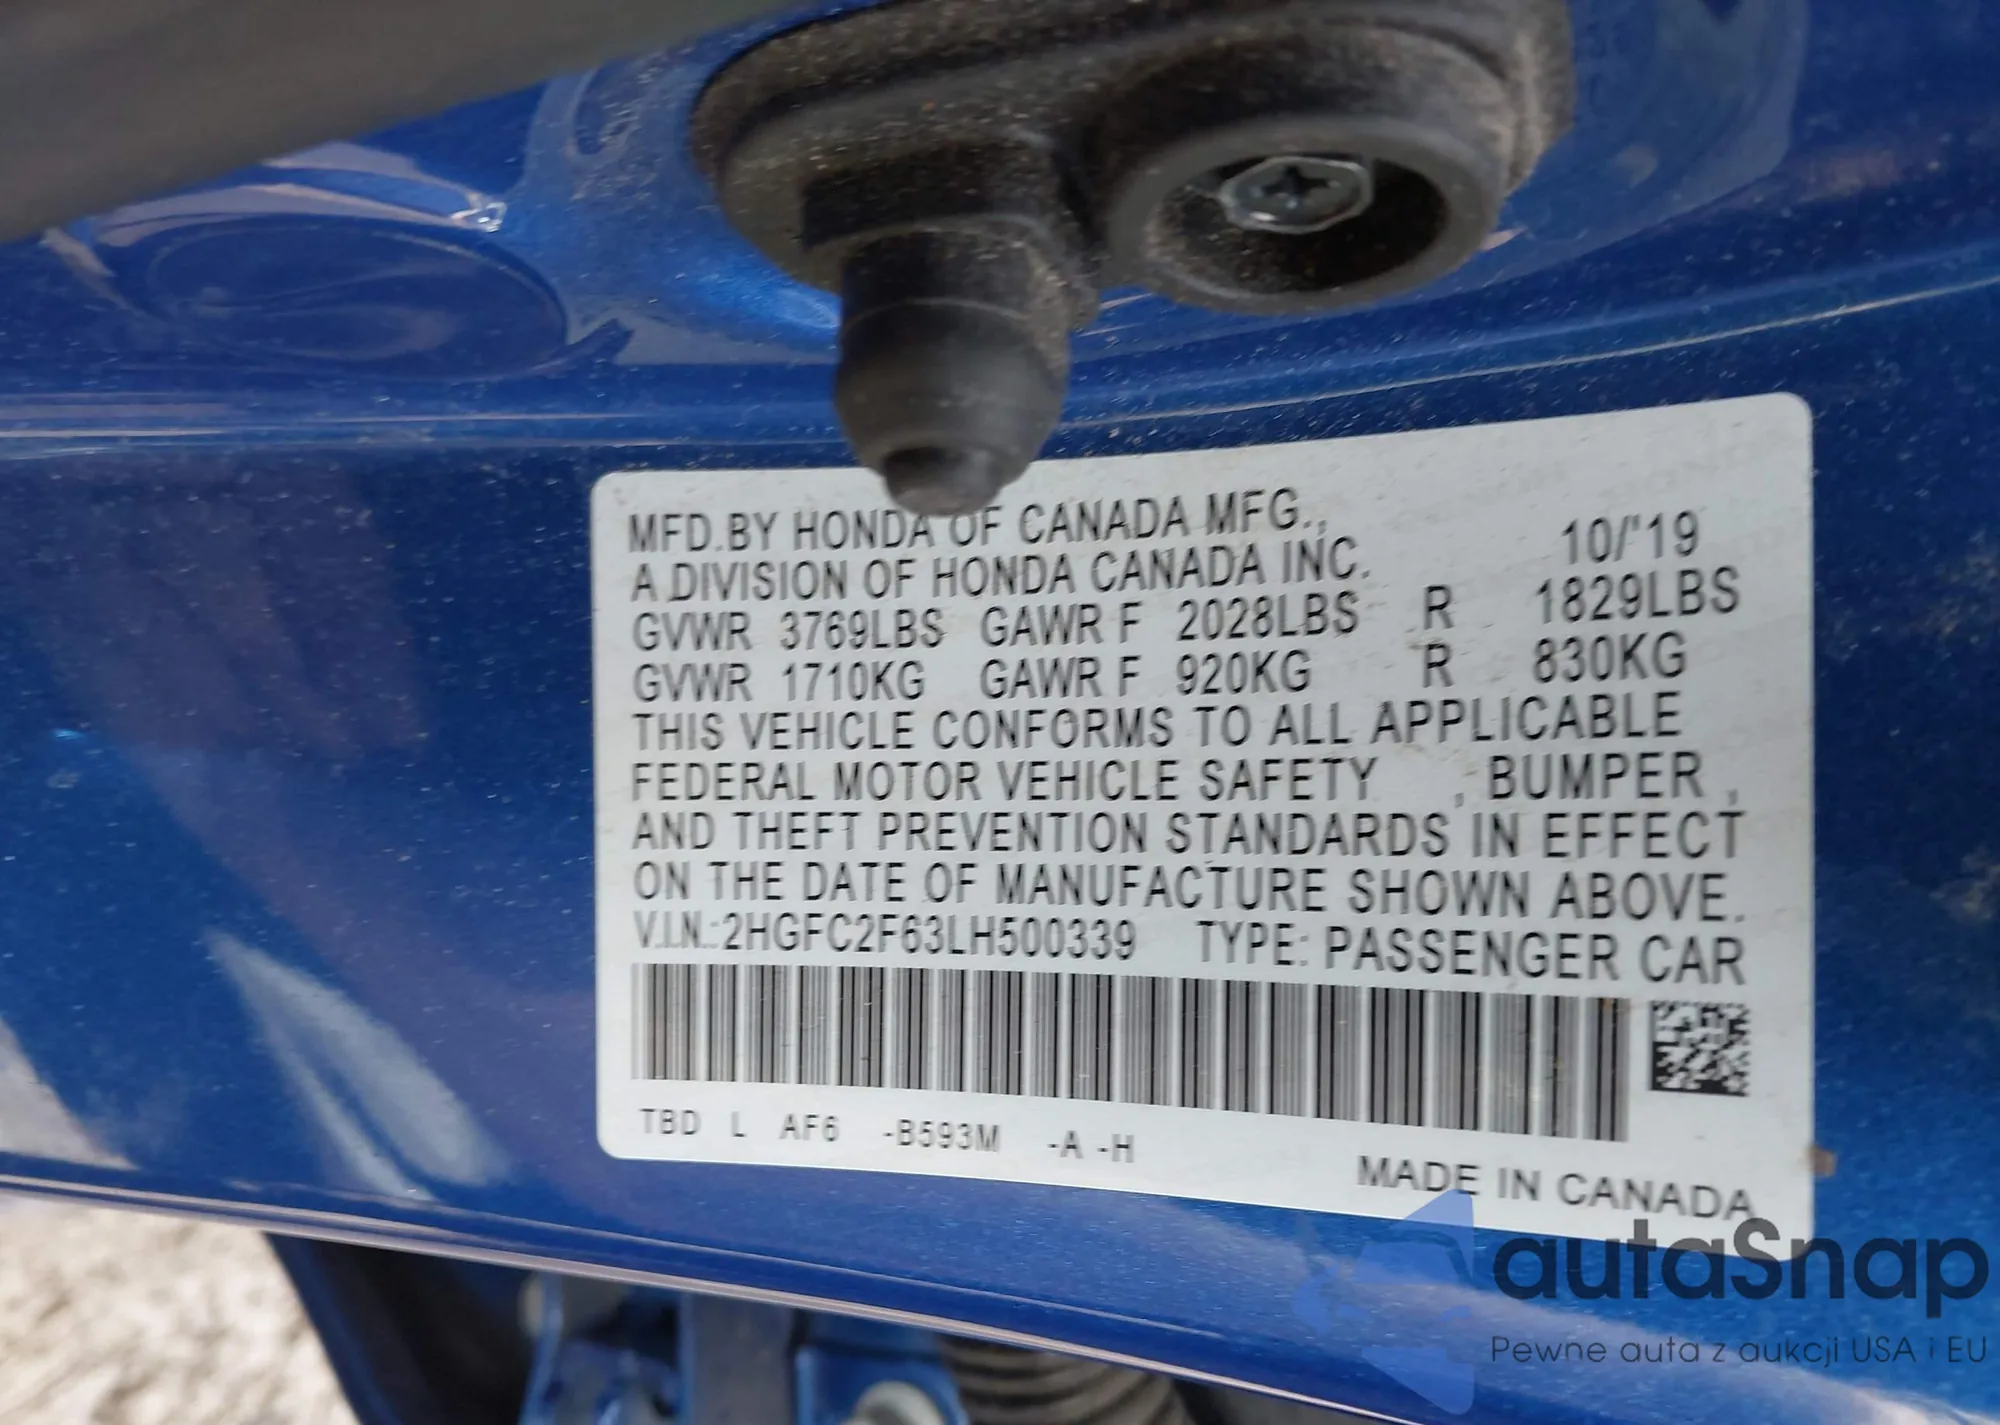 MFD.BY HONDA OF CANADA MFG.,
A DIVISION OF HONDA CANADA INC. 10/'19
GVWR 3769LBS GAWR F 2028LBS R 1829LBS
GVWR 1710KG GAWR F 920KG R 830KG
THIS VEHICLE CONFORMS TO ALL APPLICABLE
FEDERAL MOTOR VEHICLE SAFETY , BUMPER ,
AND THEFT PREVENTION STANDARDS IN EFFECT
ON THE DATE OF MANUFACTURE SHOWN ABOVE.
V.I.N.:2HGFC2F63LH500339 TYPE: PASSENGER CAR
TBD L AF6 -B593M -A -H
MADE IN CANADA
autaSnap
Pewne auta z aukcji USA i EU